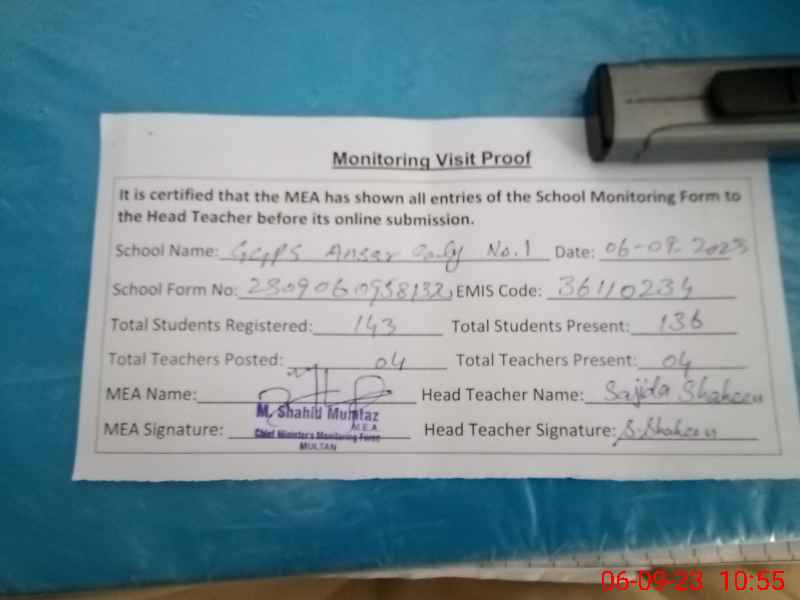 Monitoring Visit Proof
It is certified that the MEA has shown all entries of the School Monitoring Form to
the Head Teacher before its online submission.
School Name: GGPS Ansar No.1 Date: 06-09-2023
School Form No: EMIS Code: 36110234
Total Students Registered: 143 Total Students Present: 136
Total Teachers Posted: 04 Total Teachers Present: 04
MEA Name: Head Teacher Name: Sajida Shaheen
M. Shahid Mumtaz
M.E.A
MEA Signature: Chief Minister's Monitoring Force Head Teacher Signature: S. Shaheen
MULTAN
06-09-23 10:55